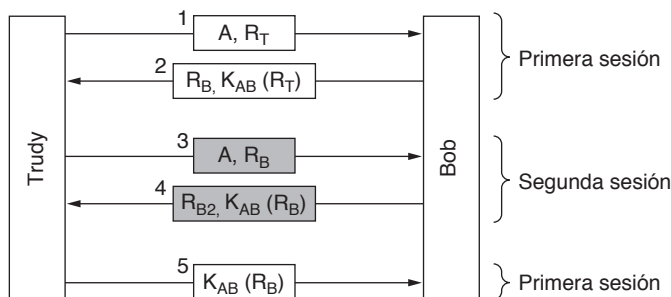 Trudy
Bob
1
A, R_T
2
R_B, K_AB (R_T)
Primera sesión
3
A, R_B
4
R_B2, K_AB (R_B)
Segunda sesión
5
K_AB (R_B)
Primera sesión